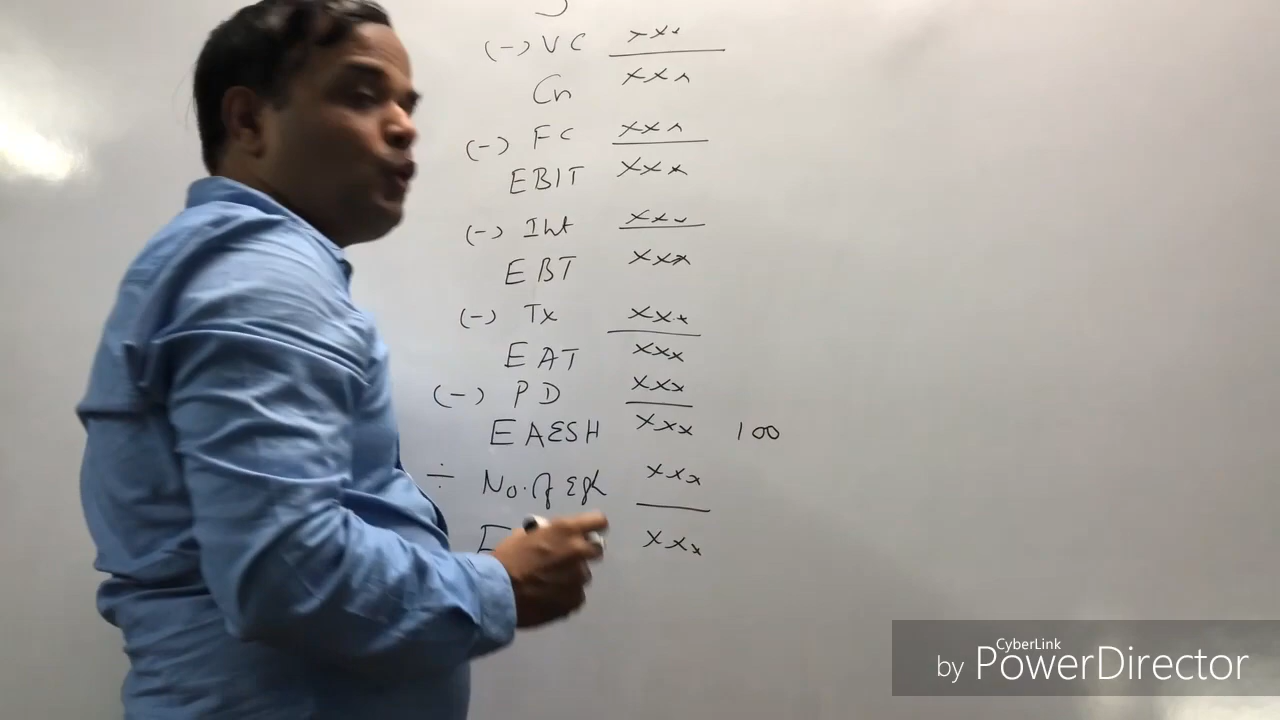 (-) VC xxx
Cn xxx
(-) FC xxx
EBIT xxx
(-) Int xxx
EBT xxx
(-) Tx xxx
EAT xxx
(-) PD xxx
EAESH xxx 100
÷ No. of xxx
E xxx
CyberLink
by PowerDirector